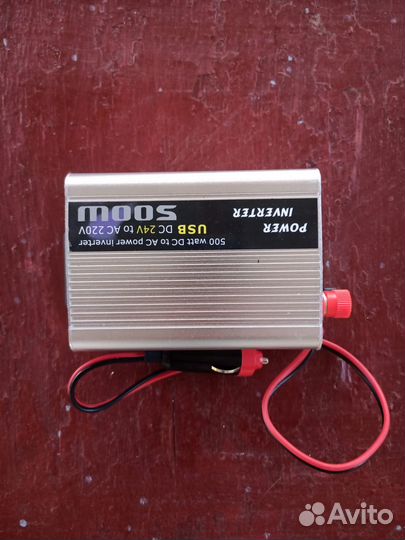 POWER
INVERTER
500 watt DC to AC power inverter
USB DC 24V to AC 220V
500W
Avito